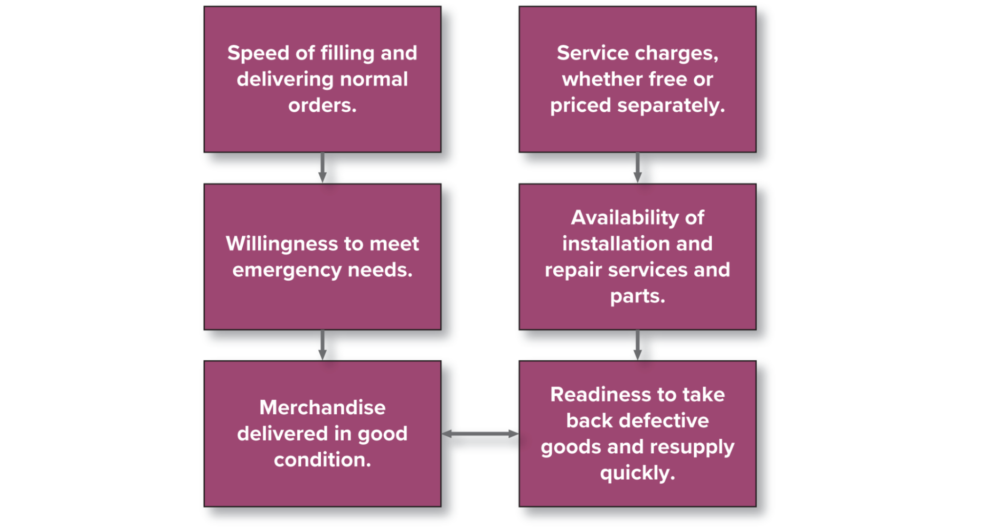 Speed of filling and
delivering normal
orders.
Willingness to meet
emergency needs.
Merchandise
delivered in good
condition.
Service charges,
whether free or
priced separately.
Availability of
installation and
repair services and
parts.
Readiness to take
back defective
goods and resupply
quickly.